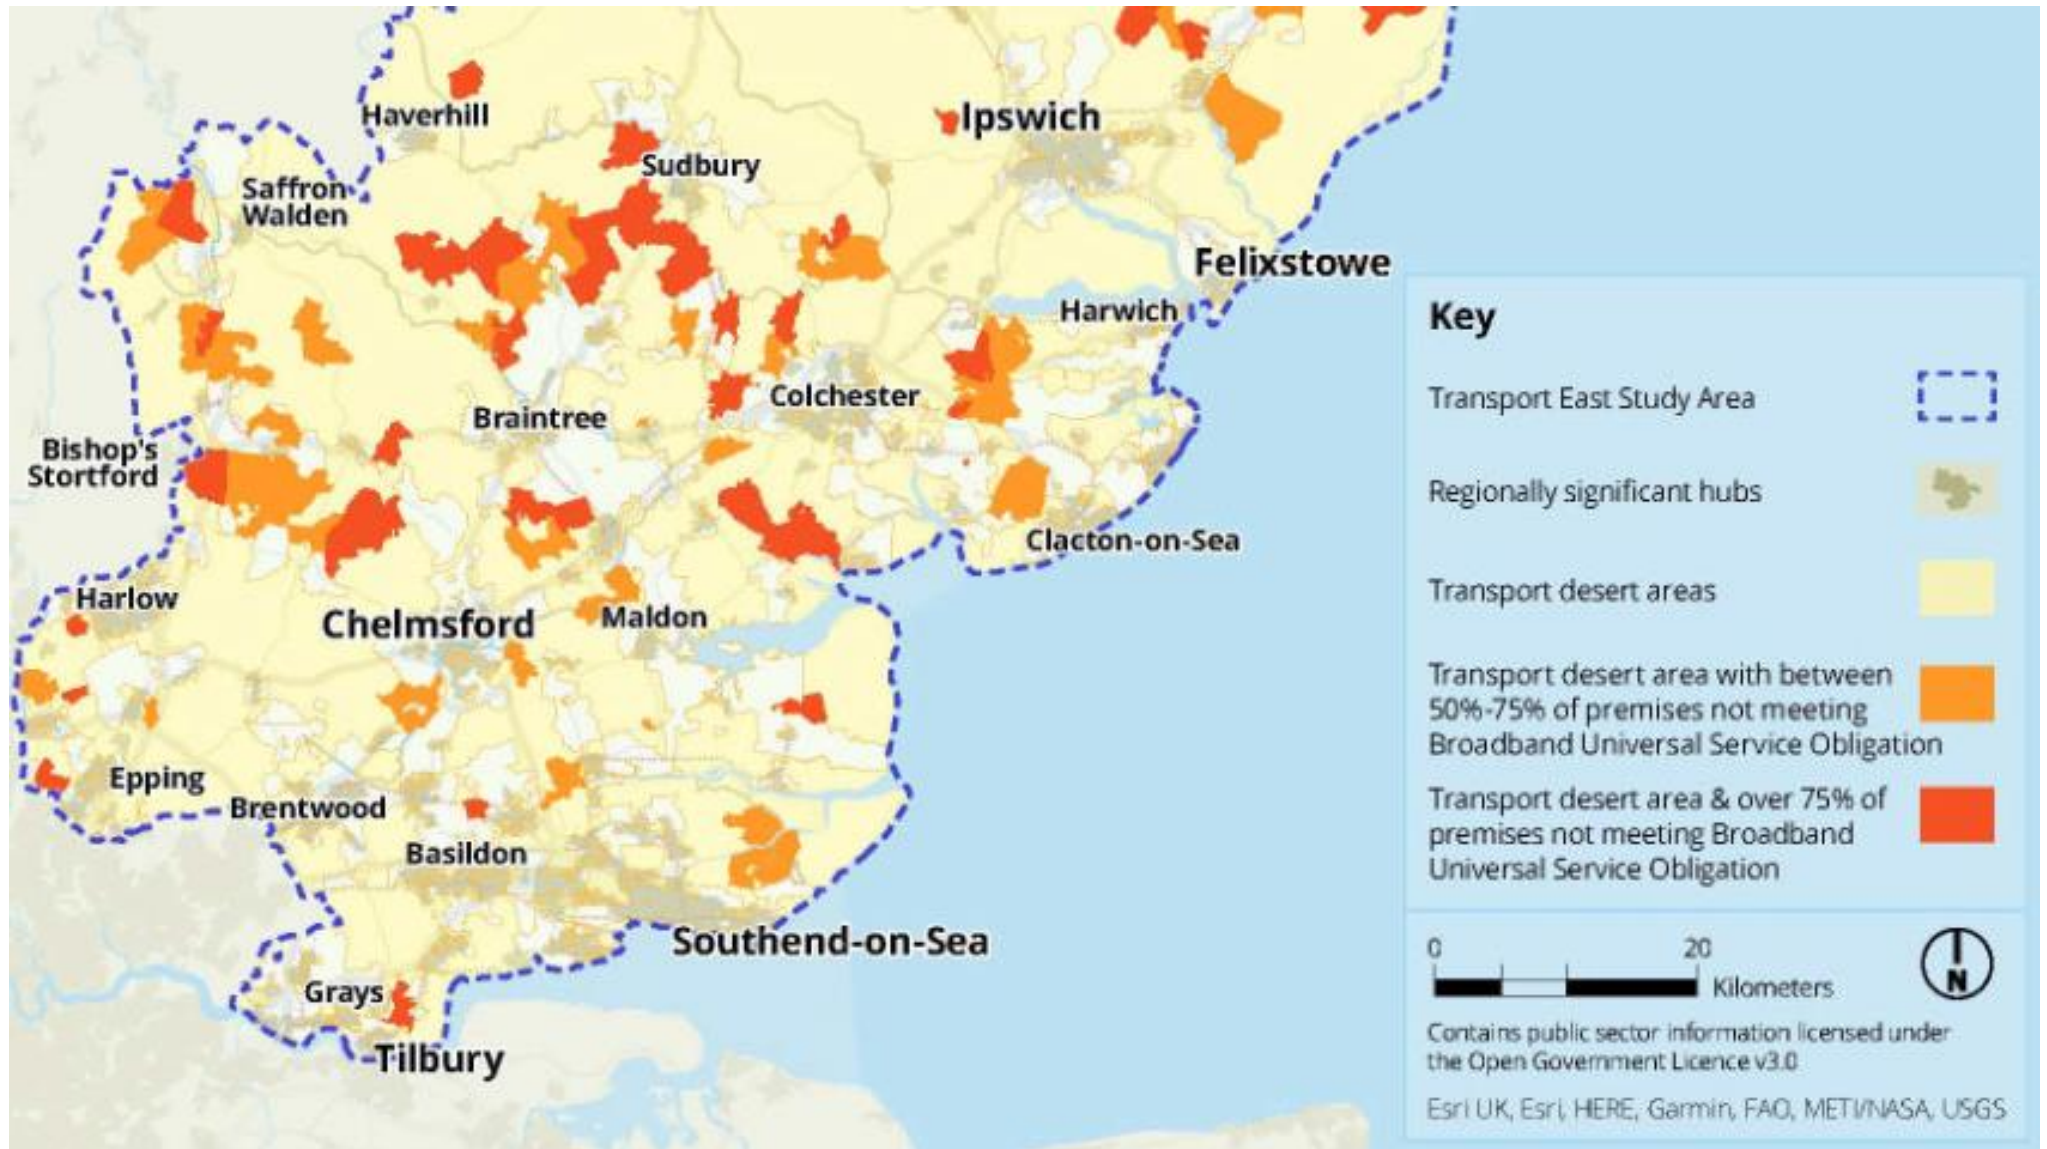 Haverhill
Ipswich
Sudbury
Saffron
Walden
Felixstowe
Harwich
Colchester
Braintree
Bishop's
Stortford
Clacton-on-Sea
Harlow
Chelmsford
Maldon
Epping
Brentwood
Basildon
Southend-on-Sea
Grays
Tilbury
Key
Transport East Study Area
Regionally significant hubs
Transport desert areas
Transport desert area with between
50%-75% of premises not meeting
Broadband Universal Service Obligation
Transport desert area & over 75% of
premises not meeting Broadband
Universal Service Obligation
0 20
Kilometers
N
Contains public sector information licensed under
the Open Government Licence v3.0
Esri UK, Esri, HERE, Garmin, FAO, METI/NASA, USGS